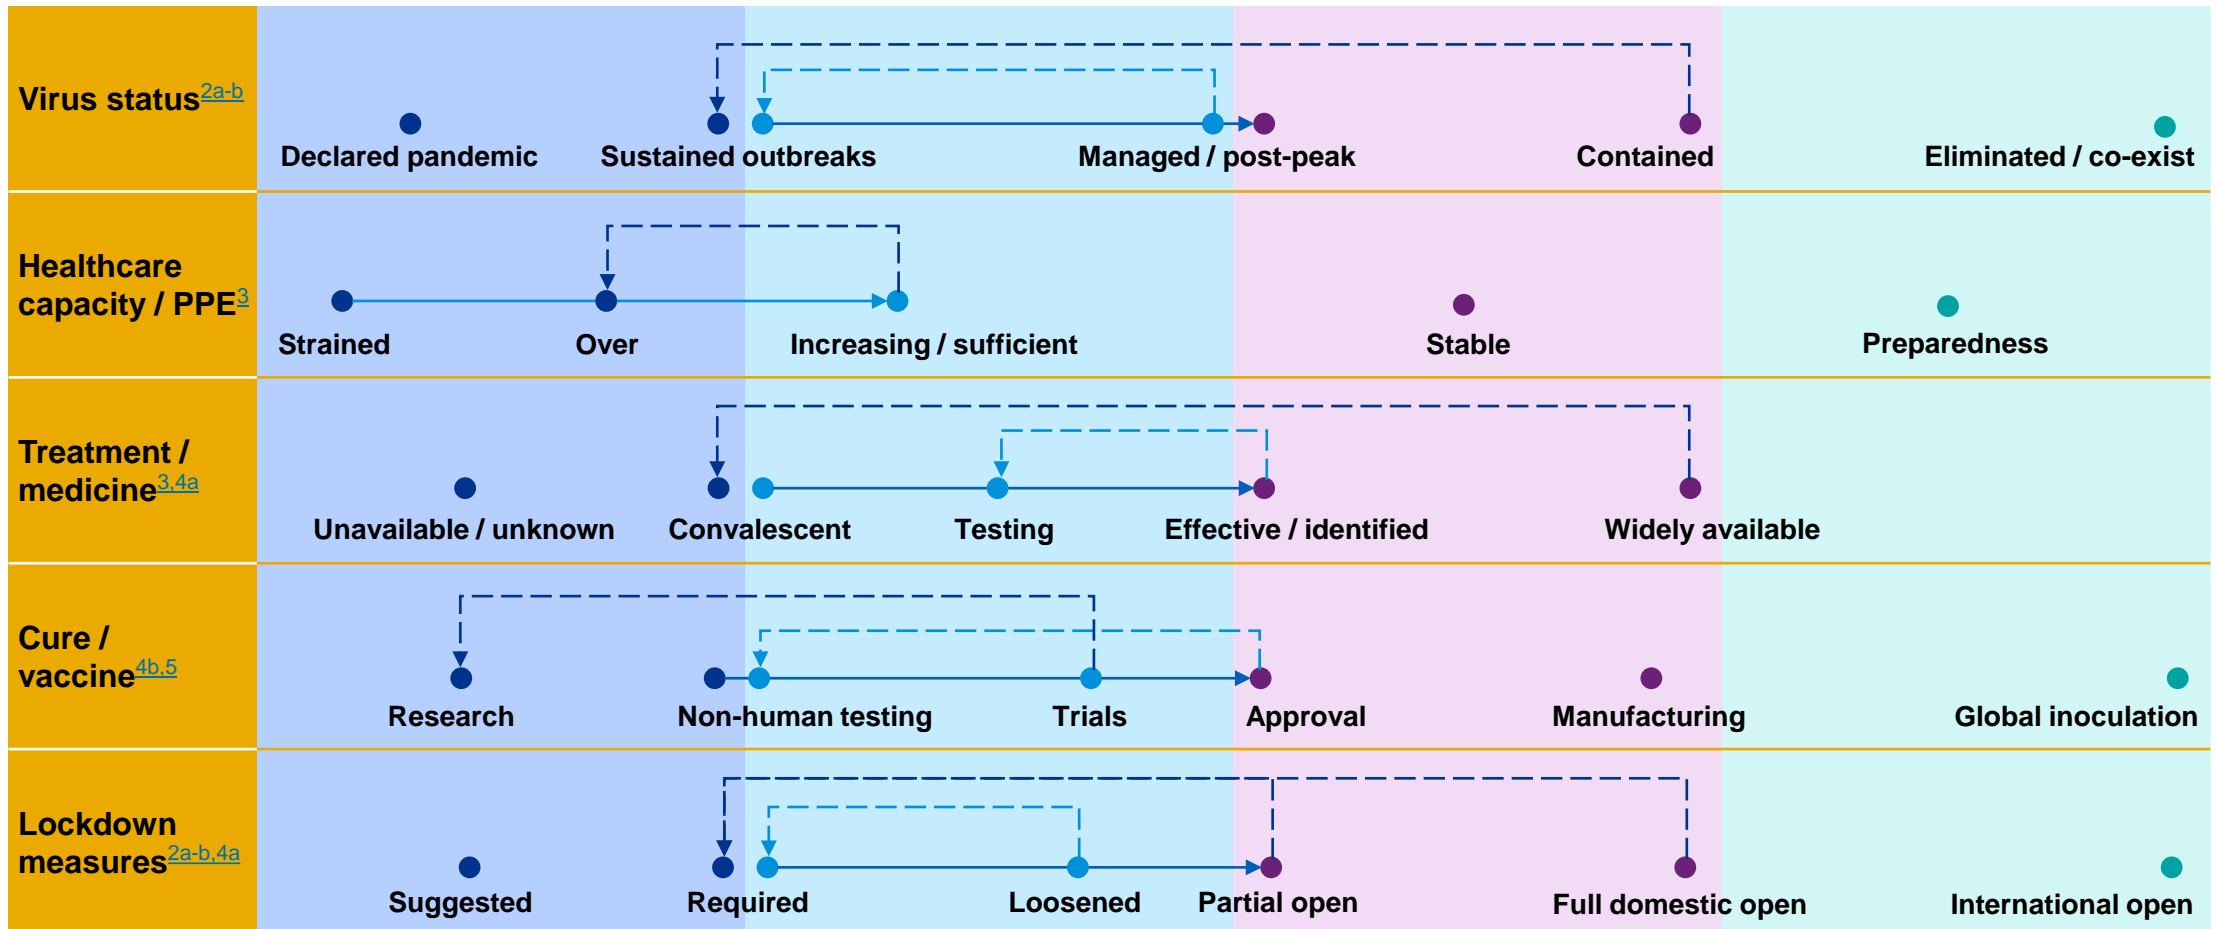 Virus status2a-b
Declared pandemic
Sustained outbreaks
Managed / post-peak
Contained
Eliminated / co-exist
Healthcare
capacity / PPE3
Strained
Over
Increasing / sufficient
Stable
Preparedness
Treatment /
medicine3,4a
Unavailable / unknown
Convalescent
Testing
Effective / identified
Widely available
Cure /
vaccine4b,5
Research
Non-human testing
Trials
Approval
Manufacturing
Global inoculation
Lockdown
measures2a-b,4a
Suggested
Required
Loosened
Partial open
Full domestic open
International open